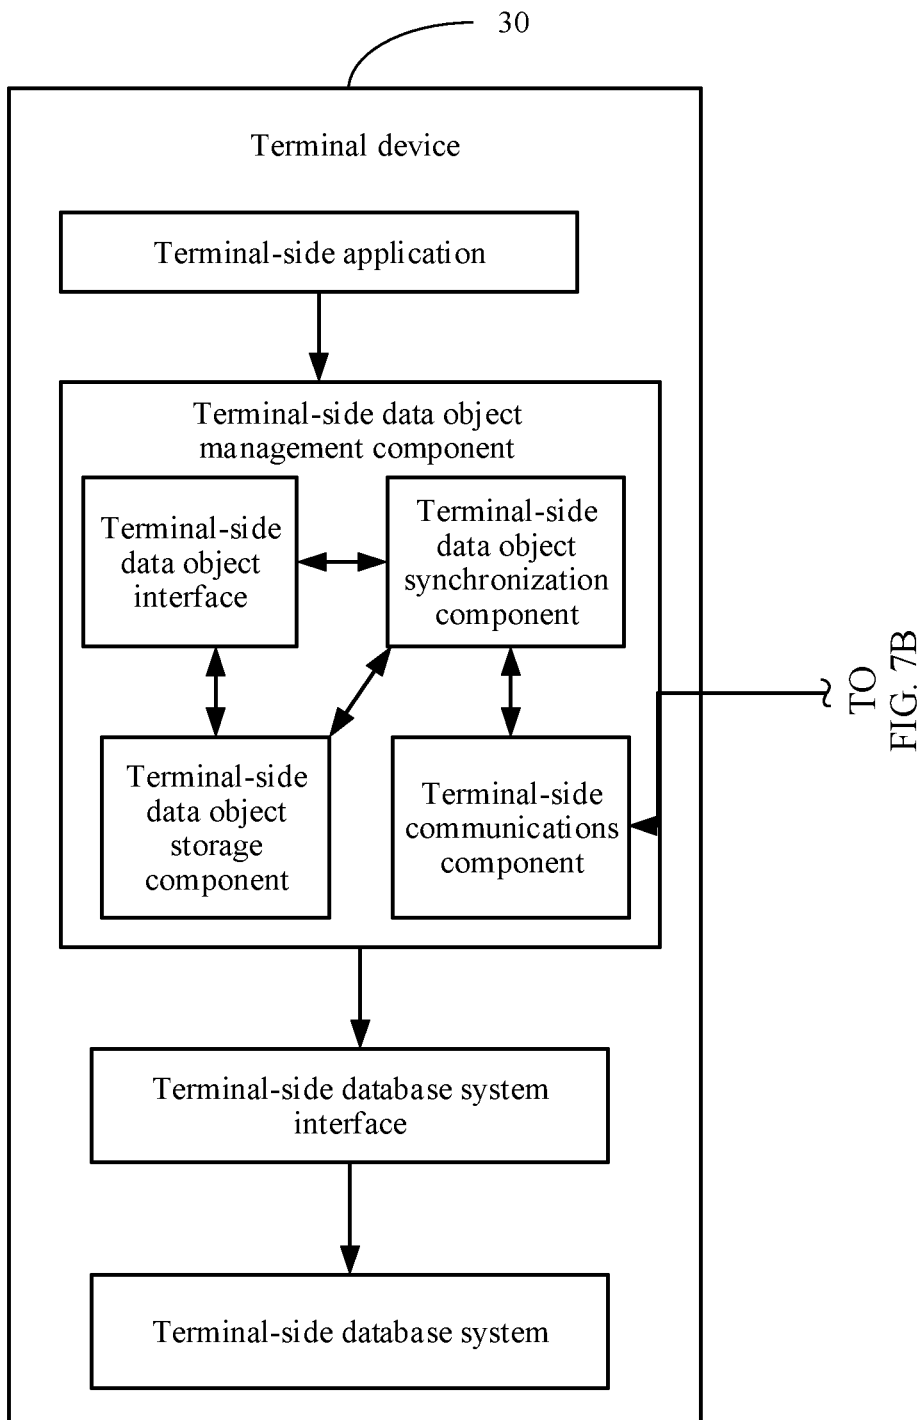 30
Terminal device
Terminal-side application
Terminal-side data object
management component
Terminal-side
data object
interface
Terminal-side
data object
synchronization
component
Terminal-side
data object
storage
component
Terminal-side
communications
component
TO
FIG. 7B
Terminal-side database system
interface
Terminal-side database system